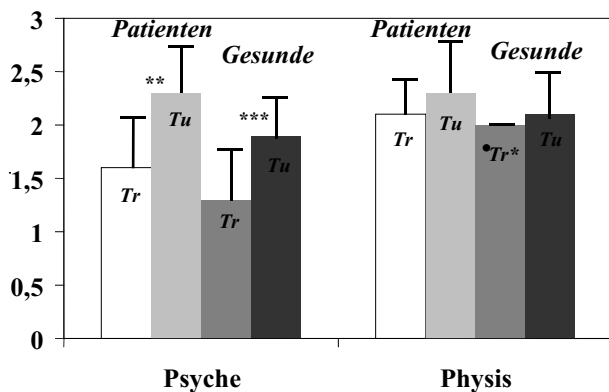 3
2,5
2
1,5
1
0,5
0
Patienten
Gesunde
**
***
Tr
Tu
Tr
Tu
Patienten
Gesunde
Tr
Tu
•Tr*
Tu
Psyche
Physis